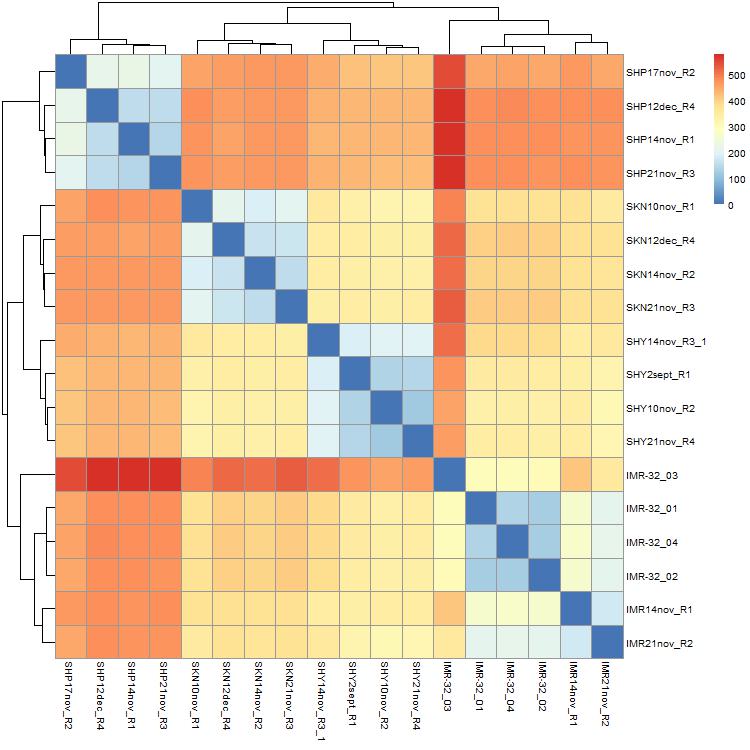 500
400
300
200
100
0
SHP17nov_R2
SHP12dec_R4
SHP14nov_R1
SHP21nov_R3
SKN10nov_R1
SKN12dec_R4
SKN14nov_R2
SKN21nov_R3
SHY14nov_R3_1
SHY2sept_R1
SHY10nov_R2
SHY21nov_R4
IMR-32_03
IMR-32_01
IMR-32_04
IMR-32_02
IMR14nov_R1
IMR21nov_R2
SHP17nov_R2
SHP12dec_R4
SHP14nov_R1
SHP21nov_R3
SKN10nov_R1
SKN12dec_R4
SKN14nov_R2
SKN21nov_R3
SHY14nov_R3_1
SHY2sept_R1
SHY10nov_R2
SHY21nov_R4
IMR-32_03
IMR-32_01
IMR-32_04
IMR-32_02
IMR14nov_R1
IMR21nov_R2